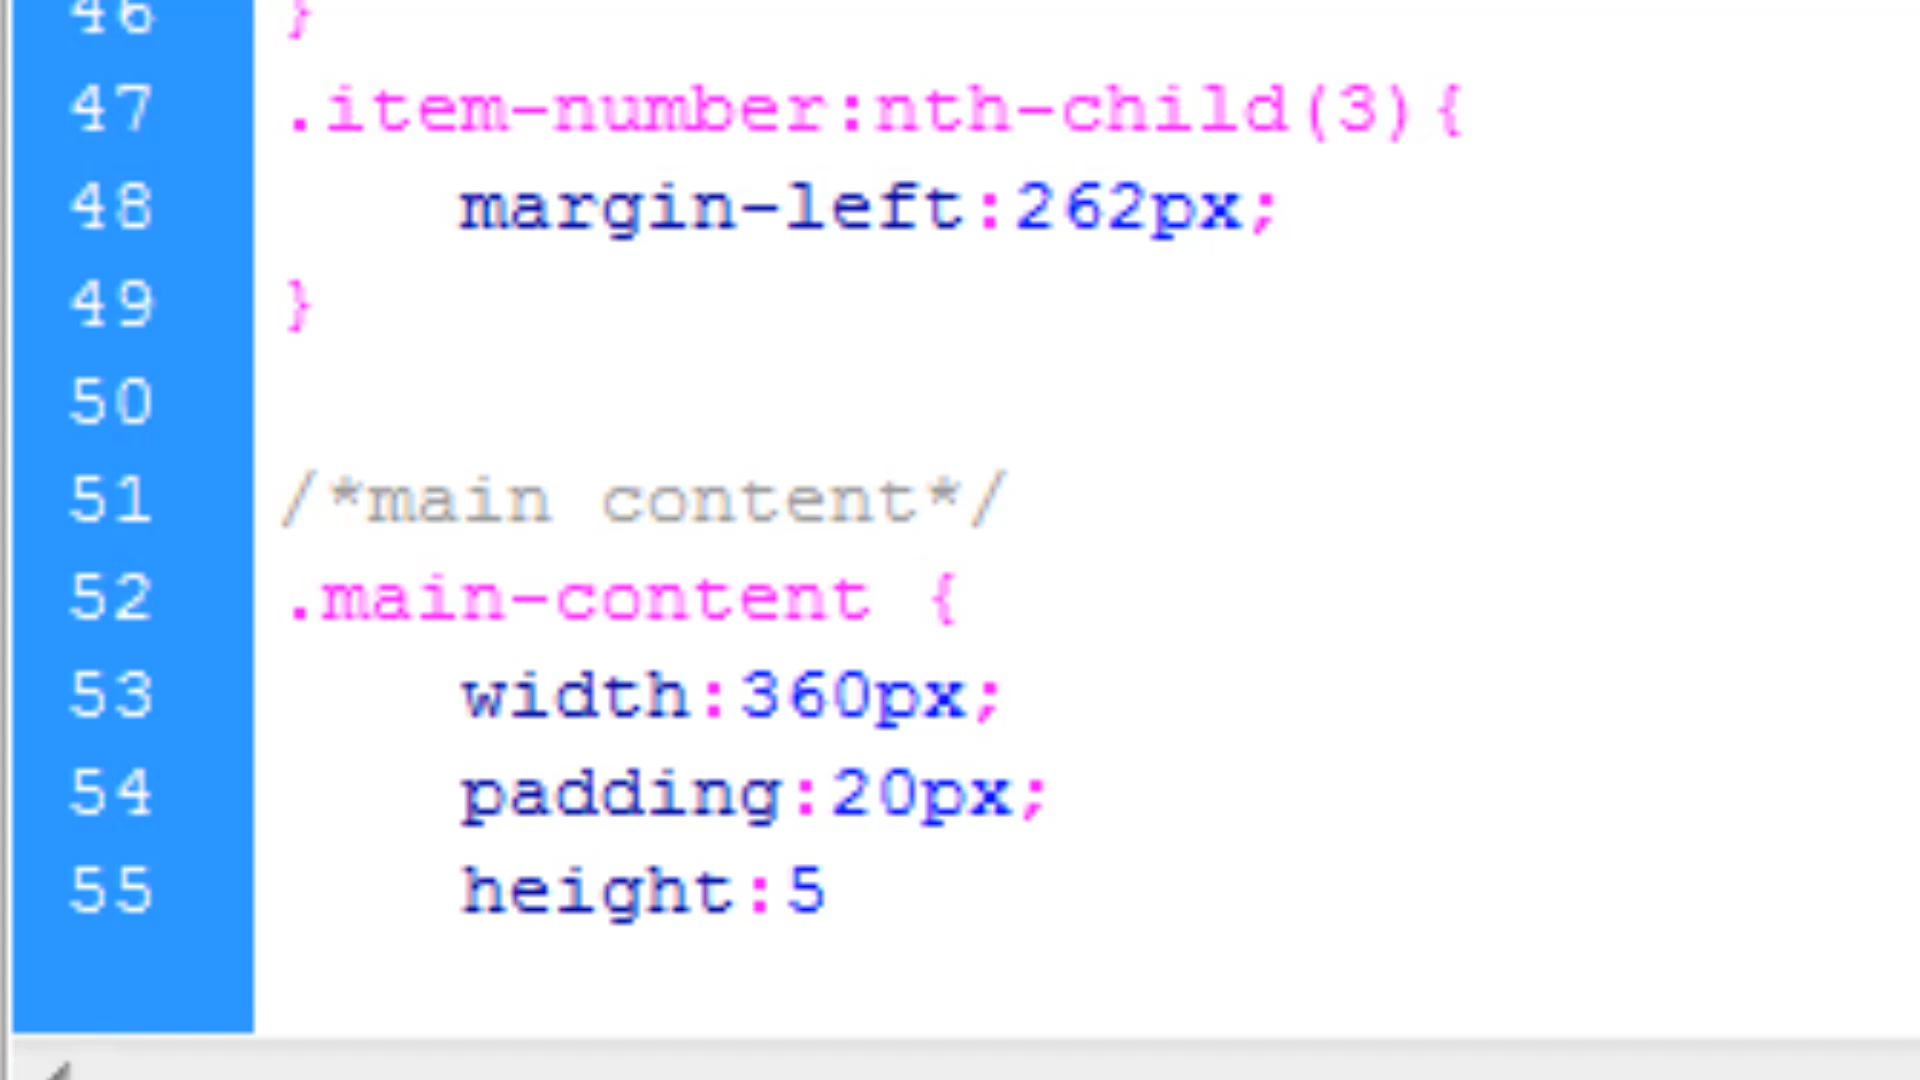 46 }
47 .item-number:nth-child(3){
48     margin-left:262px;
49 }
50
51 /*main content*/
52 .main-content {
53     width:360px;
54     padding:20px;
55     height:5